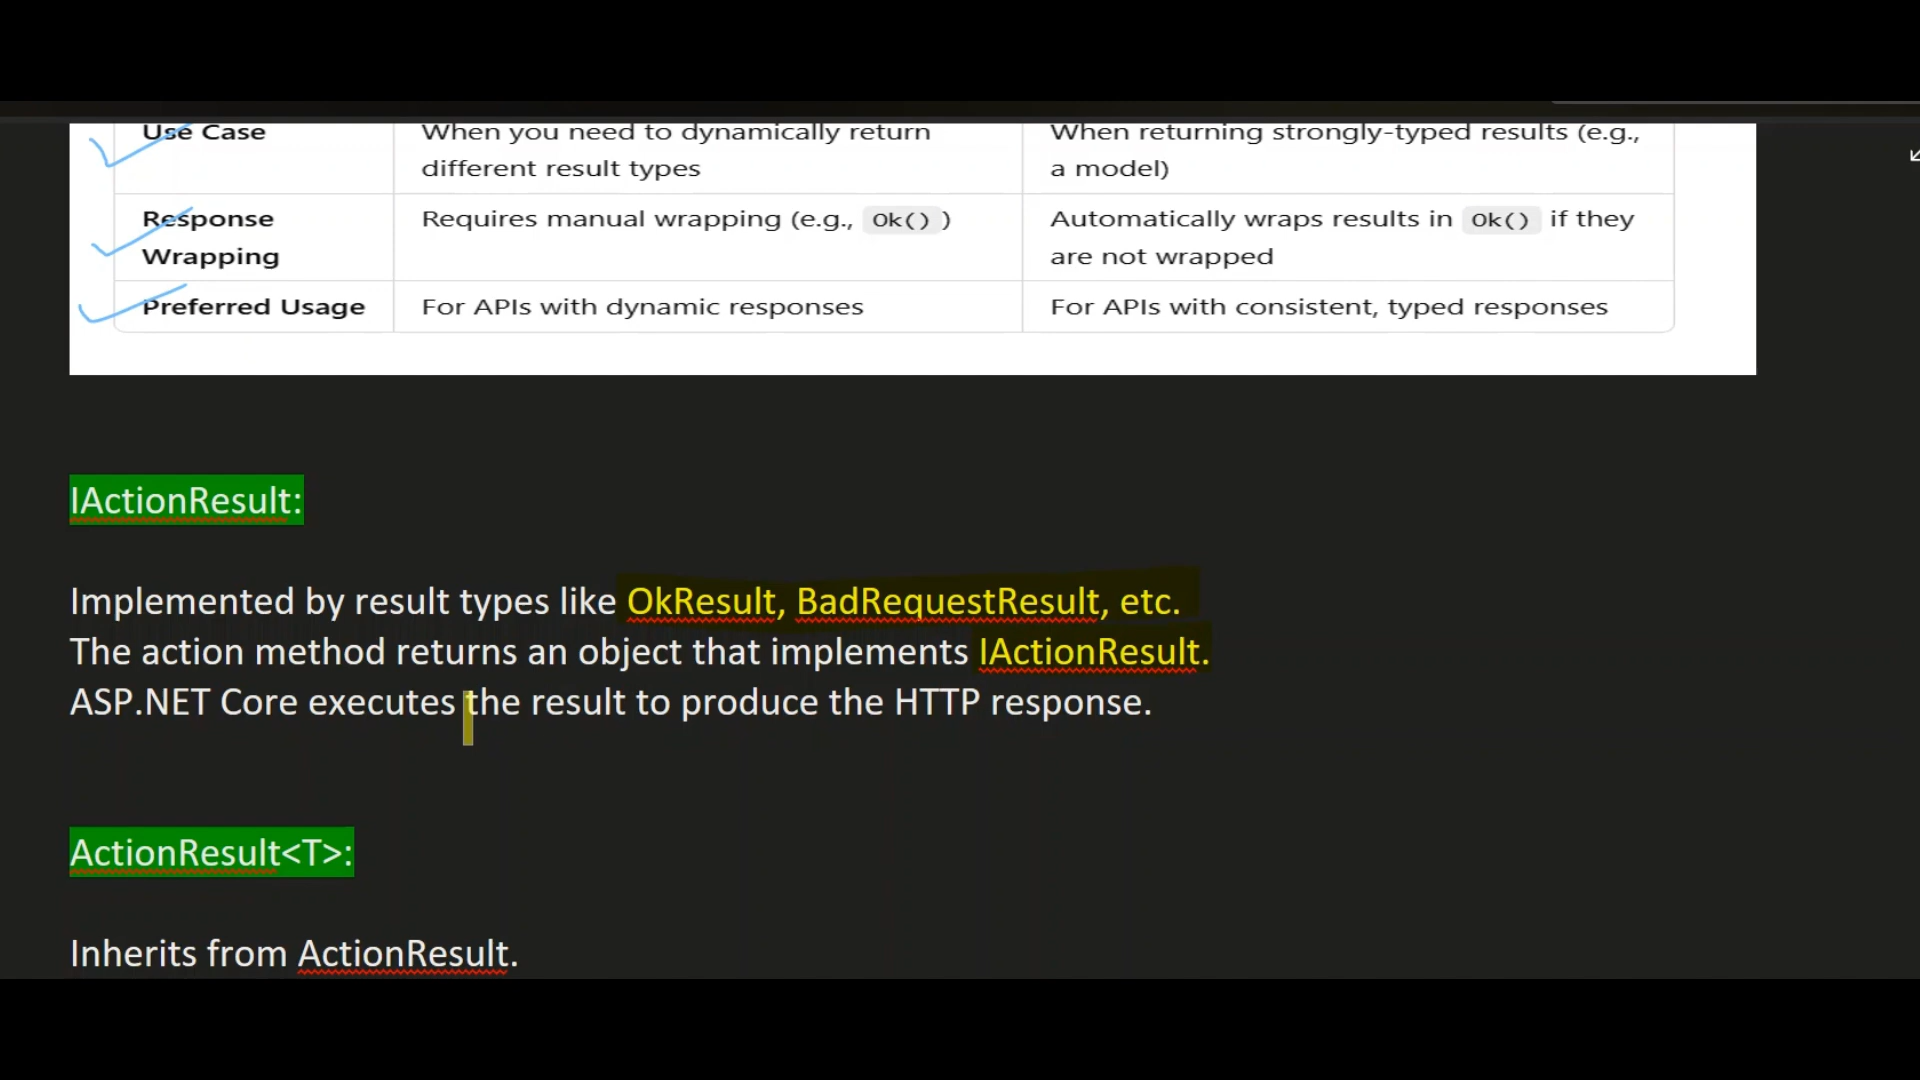 Use Case When you need to dynamically return When returning strongly-typed results (e.g.,
different result types a model)
Response Requires manual wrapping (e.g., Ok() ) Automatically wraps results in Ok() if they
Wrapping are not wrapped
Preferred Usage For APIs with dynamic responses For APIs with consistent, typed responses
IActionResult:
Implemented by result types like OkResult, BadRequestResult, etc.
The action method returns an object that implements IActionResult.
ASP.NET Core executes the result to produce the HTTP response.
ActionResult<T>:
Inherits from ActionResult.